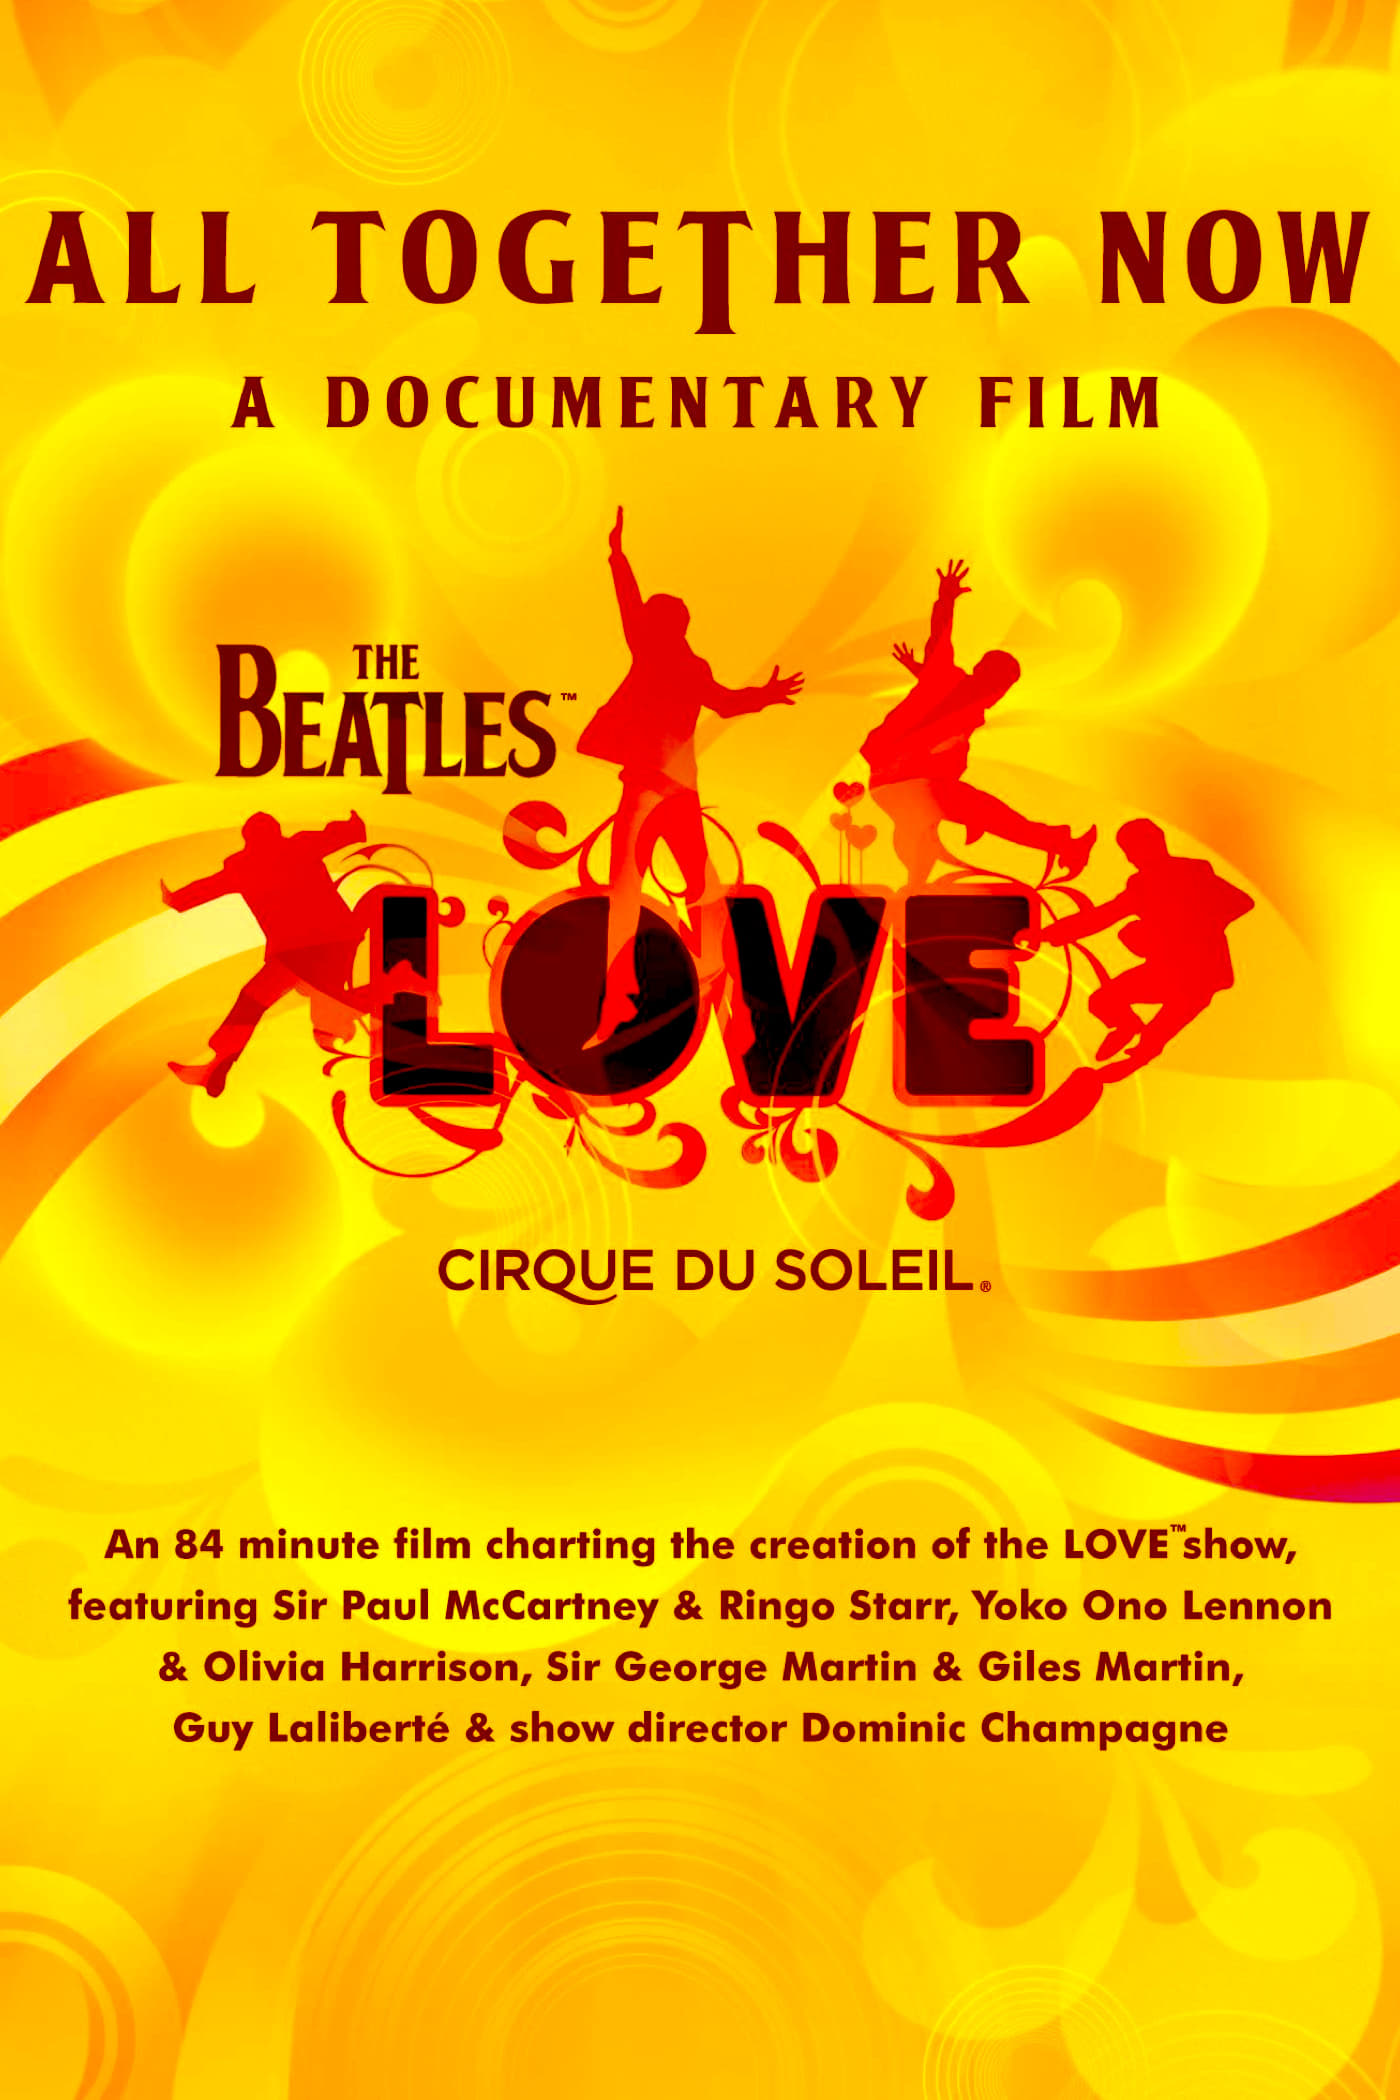 ALL TOGETHER NOW
A DOCUMENTARY FILM
THE
BEATLES™
LOVE
CIRQUE DU SOLEIL®
An 84 minute film charting the creation of the LOVE™show,
featuring Sir Paul McCartney & Ringo Starr, Yoko Ono Lennon
& Olivia Harrison, Sir George Martin & Giles Martin,
Guy Laliberté & show director Dominic Champagne